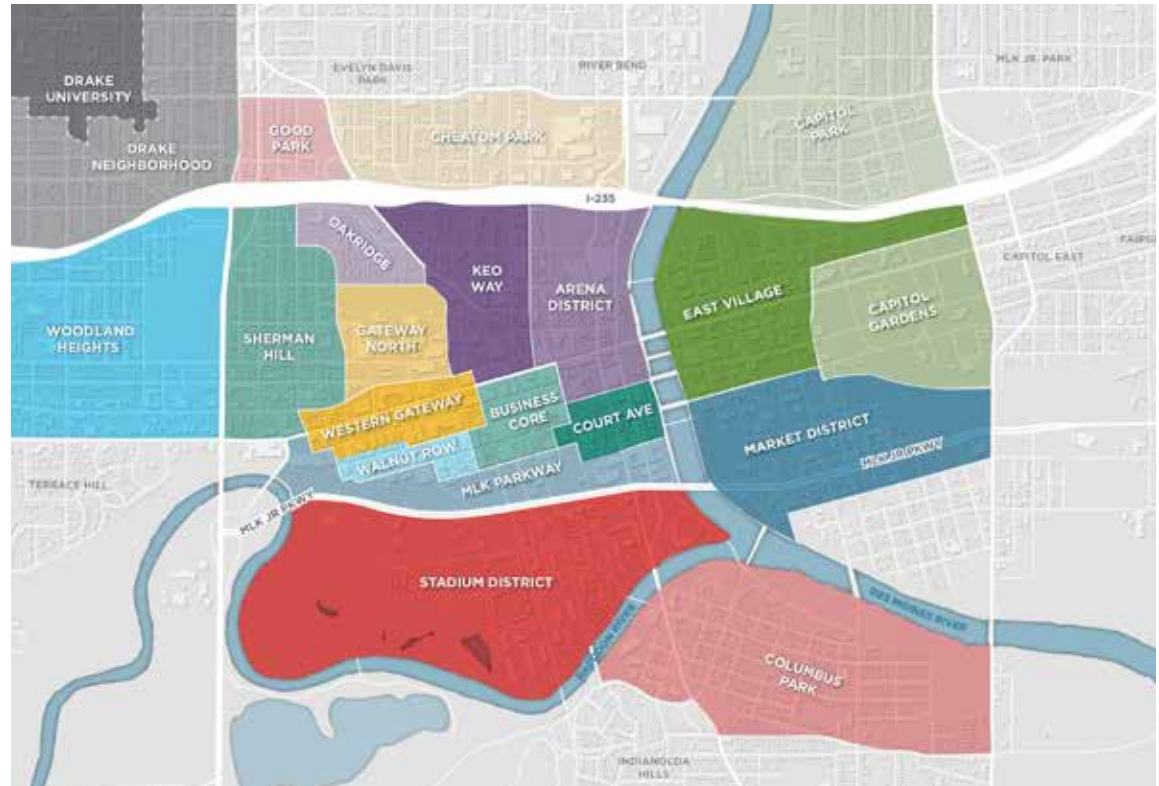 EVELYN DAVIS
PARK
RIVER BEND
MLK JR. PARK
DRAKE
UNIVERSITY
DRAKE
NEIGHBORHOOD
GOOD
PARK
CHEATOM PARK
CAPITOL
PARK
I-235
OAKRIDGE
KEO
WAY
ARENA
DISTRICT
EAST VILLAGE
CAPITOL
GARDENS
CAPITOL EAST
WOODLAND
HEIGHTS
SHERMAN
HILL
GATEWAY
NORTH
WESTERN GATEWAY
BUSINESS
CORE
COURT AVE
WALNUT ROW
MLK PARKWAY
MARKET DISTRICT
MLK JR PKWY
TERRACE HILL
MLK JR PKWY
STADIUM DISTRICT
RACCOON RIVER
DES MOINES RIVER
COLUMBUS
PARK
INDIANOLA
HILLS